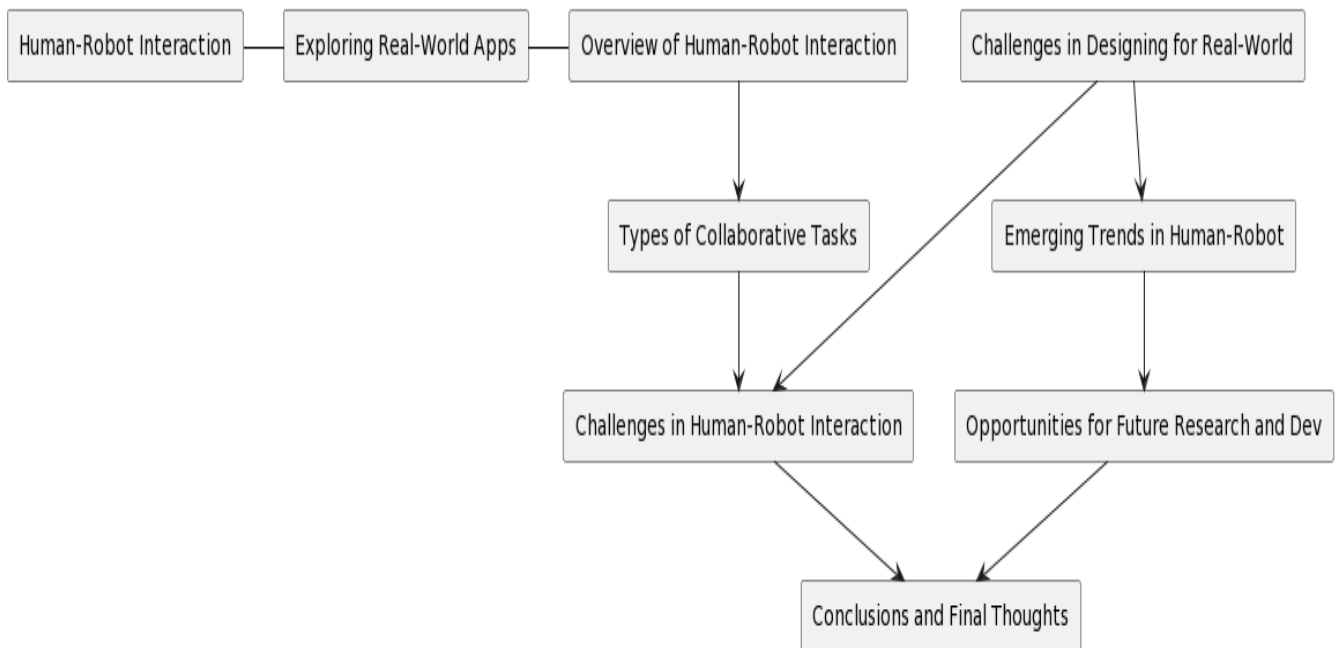 Human-Robot Interaction
Exploring Real-World Apps
Overview of Human-Robot Interaction
Challenges in Designing for Real-World
Types of Collaborative Tasks
Emerging Trends in Human-Robot
Challenges in Human-Robot Interaction
Opportunities for Future Research and Dev
Conclusions and Final Thoughts